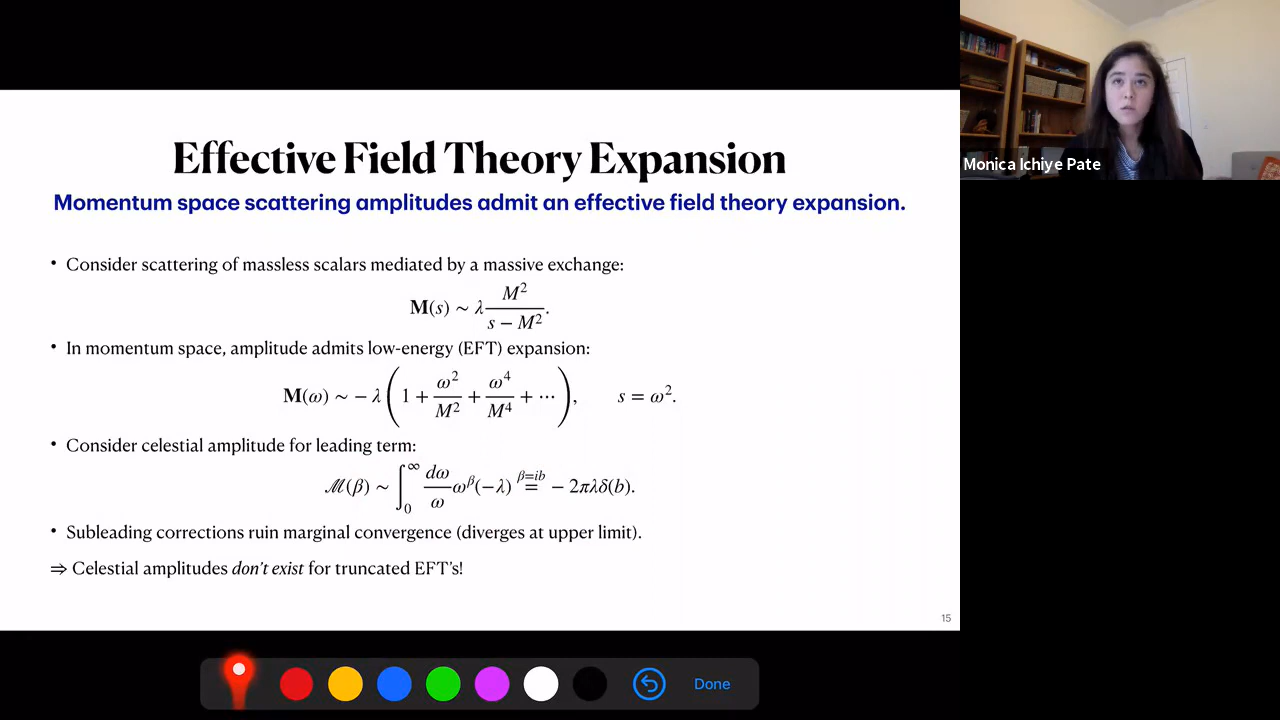 Effective Field Theory Expansion
Momentum space scattering amplitudes admit an effective field theory expansion.
• Consider scattering of massless scalars mediated by a massive exchange:
M(s) ∼ λ M²/(s − M²).
• In momentum space, amplitude admits low-energy (EFT) expansion:
M(ω) ∼ − λ (1 + ω²/M² + ω⁴/M⁴ + ⋯), s = ω².
• Consider celestial amplitude for leading term:
ℳ(β) ∼ ∫₀^∞ dω/ω ω^β(−λ) =^{β=ib} − 2πλδ(b).
• Subleading corrections ruin marginal convergence (diverges at upper limit).
⇒ Celestial amplitudes don't exist for truncated EFT's!
15
Monica Ichiye Pate
Done